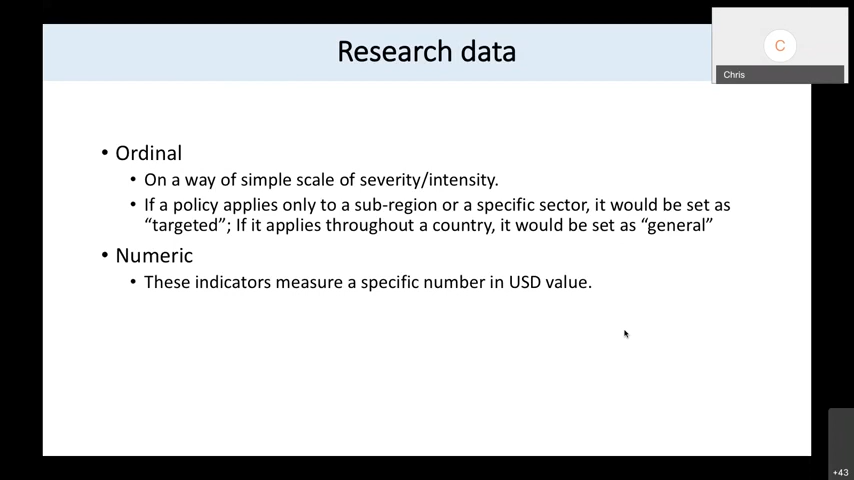 Research data
C
Chris
• Ordinal
• On a way of simple scale of severity/intensity.
• If a policy applies only to a sub-region or a specific sector, it would be set as
“targeted”; If it applies throughout a country, it would be set as “general”
• Numeric
• These indicators measure a specific number in USD value.
+43